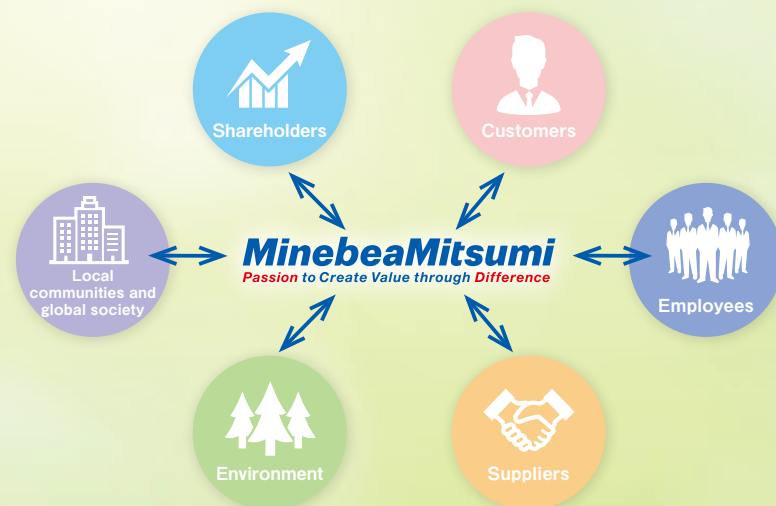 Shareholders
Customers
MinebeaMitsumi
Passion to Create Value through Difference
Local
communities and
global society
Employees
Environment
Suppliers